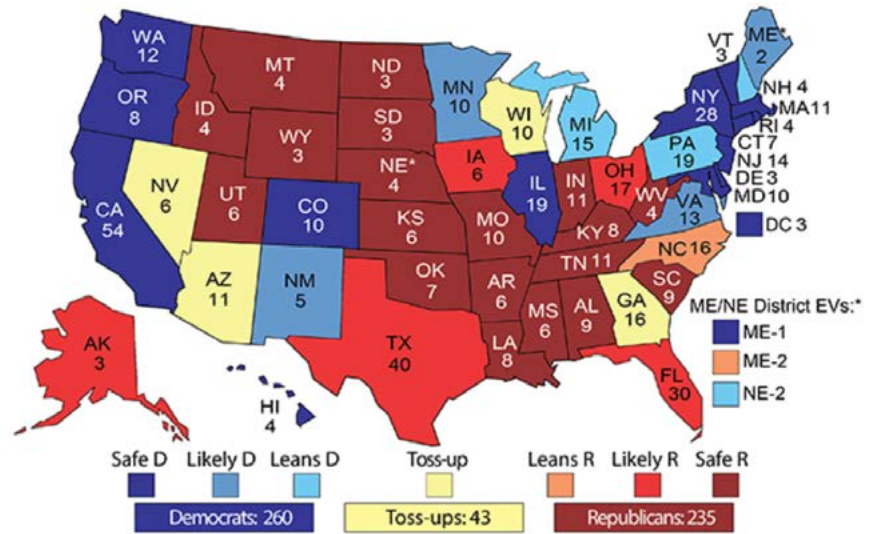 WA
12
OR
8
CA
54
NV
6
ID
4
MT
4
WY
3
UT
6
AZ
11
CO
10
NM
5
ND
3
SD
3
NE*
4
KS
6
OK
7
TX
40
MN
10
IA
6
MO
10
AR
6
LA
8
WI
10
IL
19
MI
15
IN
11
OH
17
KY 8
TN 11
MS
6
AL
9
GA
16
FL
30
SC
9
NC 16
VA
13
WV
4
PA
19
NY
28
VT
3
ME*
2
NH 4
MA 11
RI 4
CT 7
NJ 14
DE 3
MD 10
DC 3
AK
3
HI
4
ME/NE District EVs:*
ME-1
ME-2
NE-2
Safe D Likely D Leans D Toss-up Leans R Likely R Safe R
Democrats: 260 Toss-ups: 43 Republicans: 235